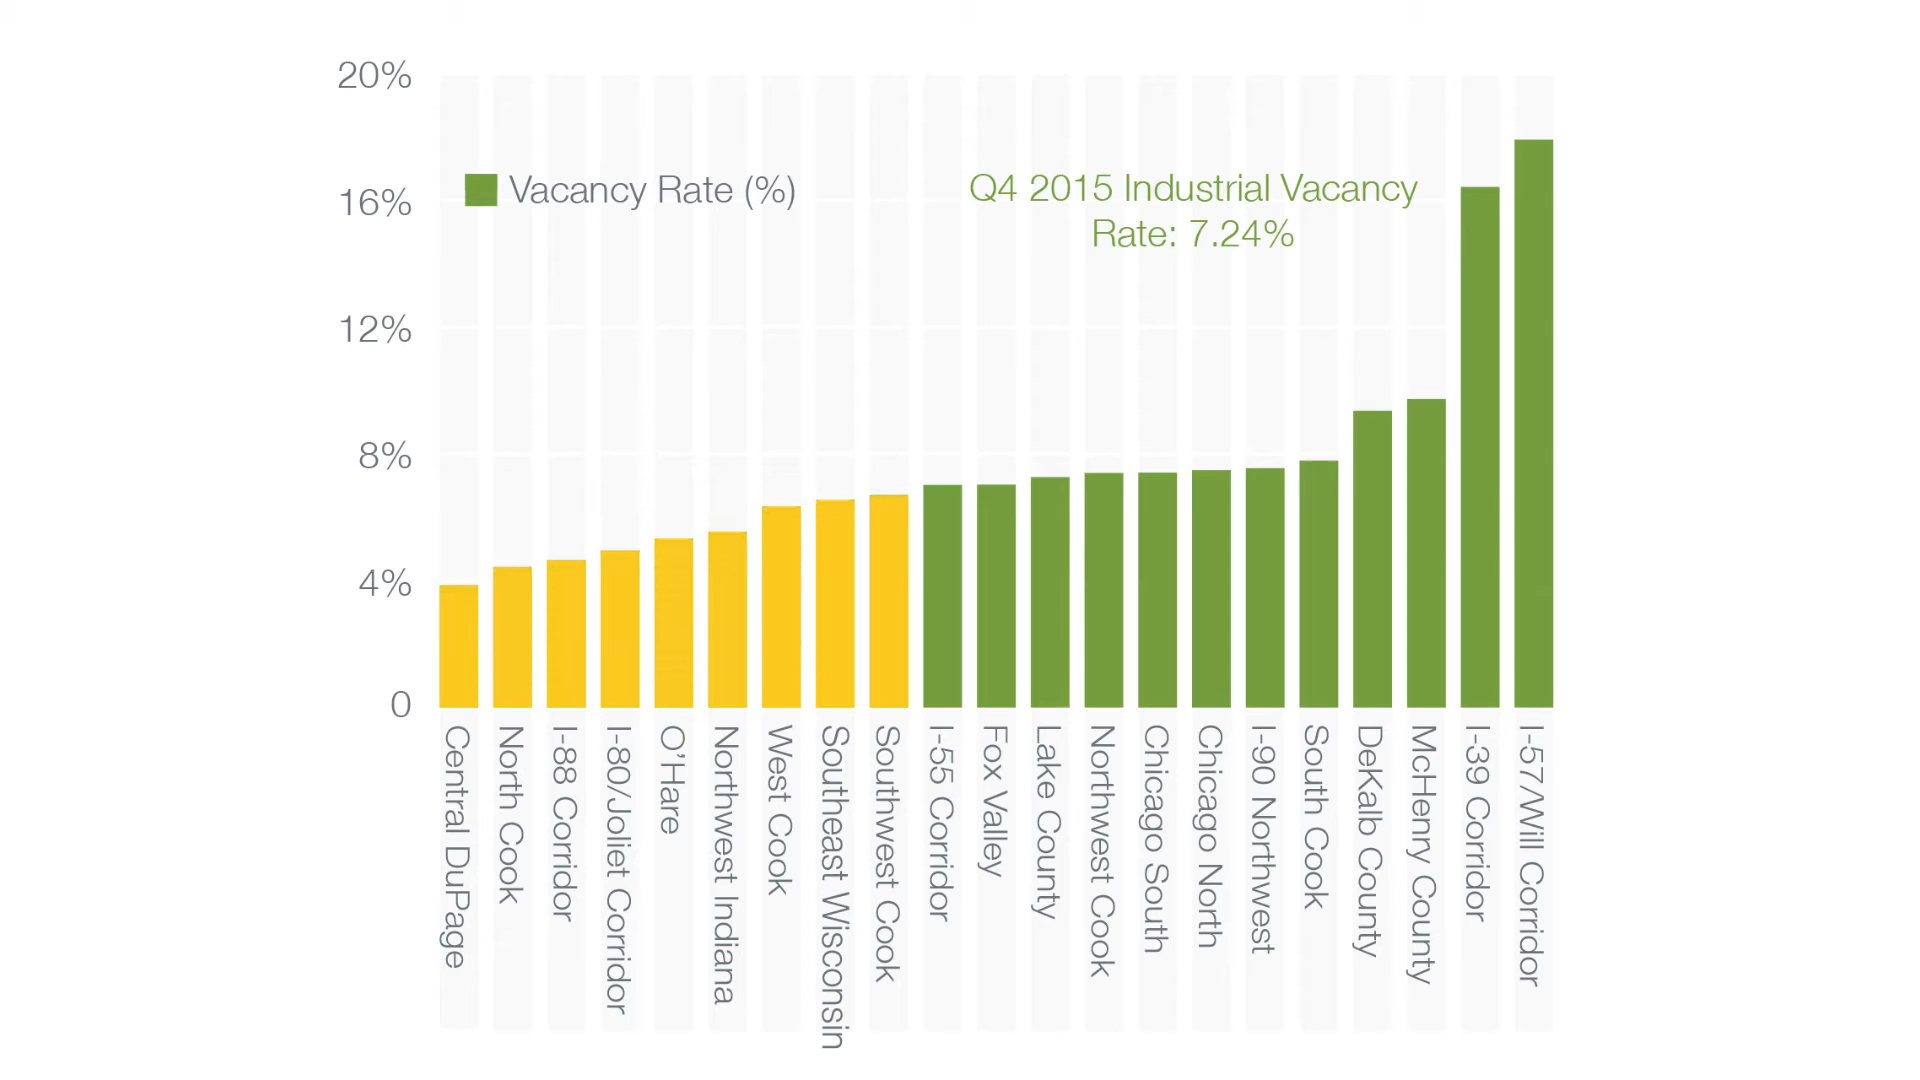 20%
16%
12%
8%
4%
0
Vacancy Rate (%)
Q4 2015 Industrial Vacancy
Rate: 7.24%
Central DuPage
North Cook
I-88 Corridor
I-80/Joliet Corridor
O'Hare
Northwest Indiana
West Cook
Southeast Wisconsin
Southwest Cook
I-55 Corridor
Fox Valley
Lake County
Northwest Cook
Chicago South
Chicago North
I-90 Northwest
South Cook
DeKalb County
McHenry County
I-39 Corridor
I-57/Will Corridor